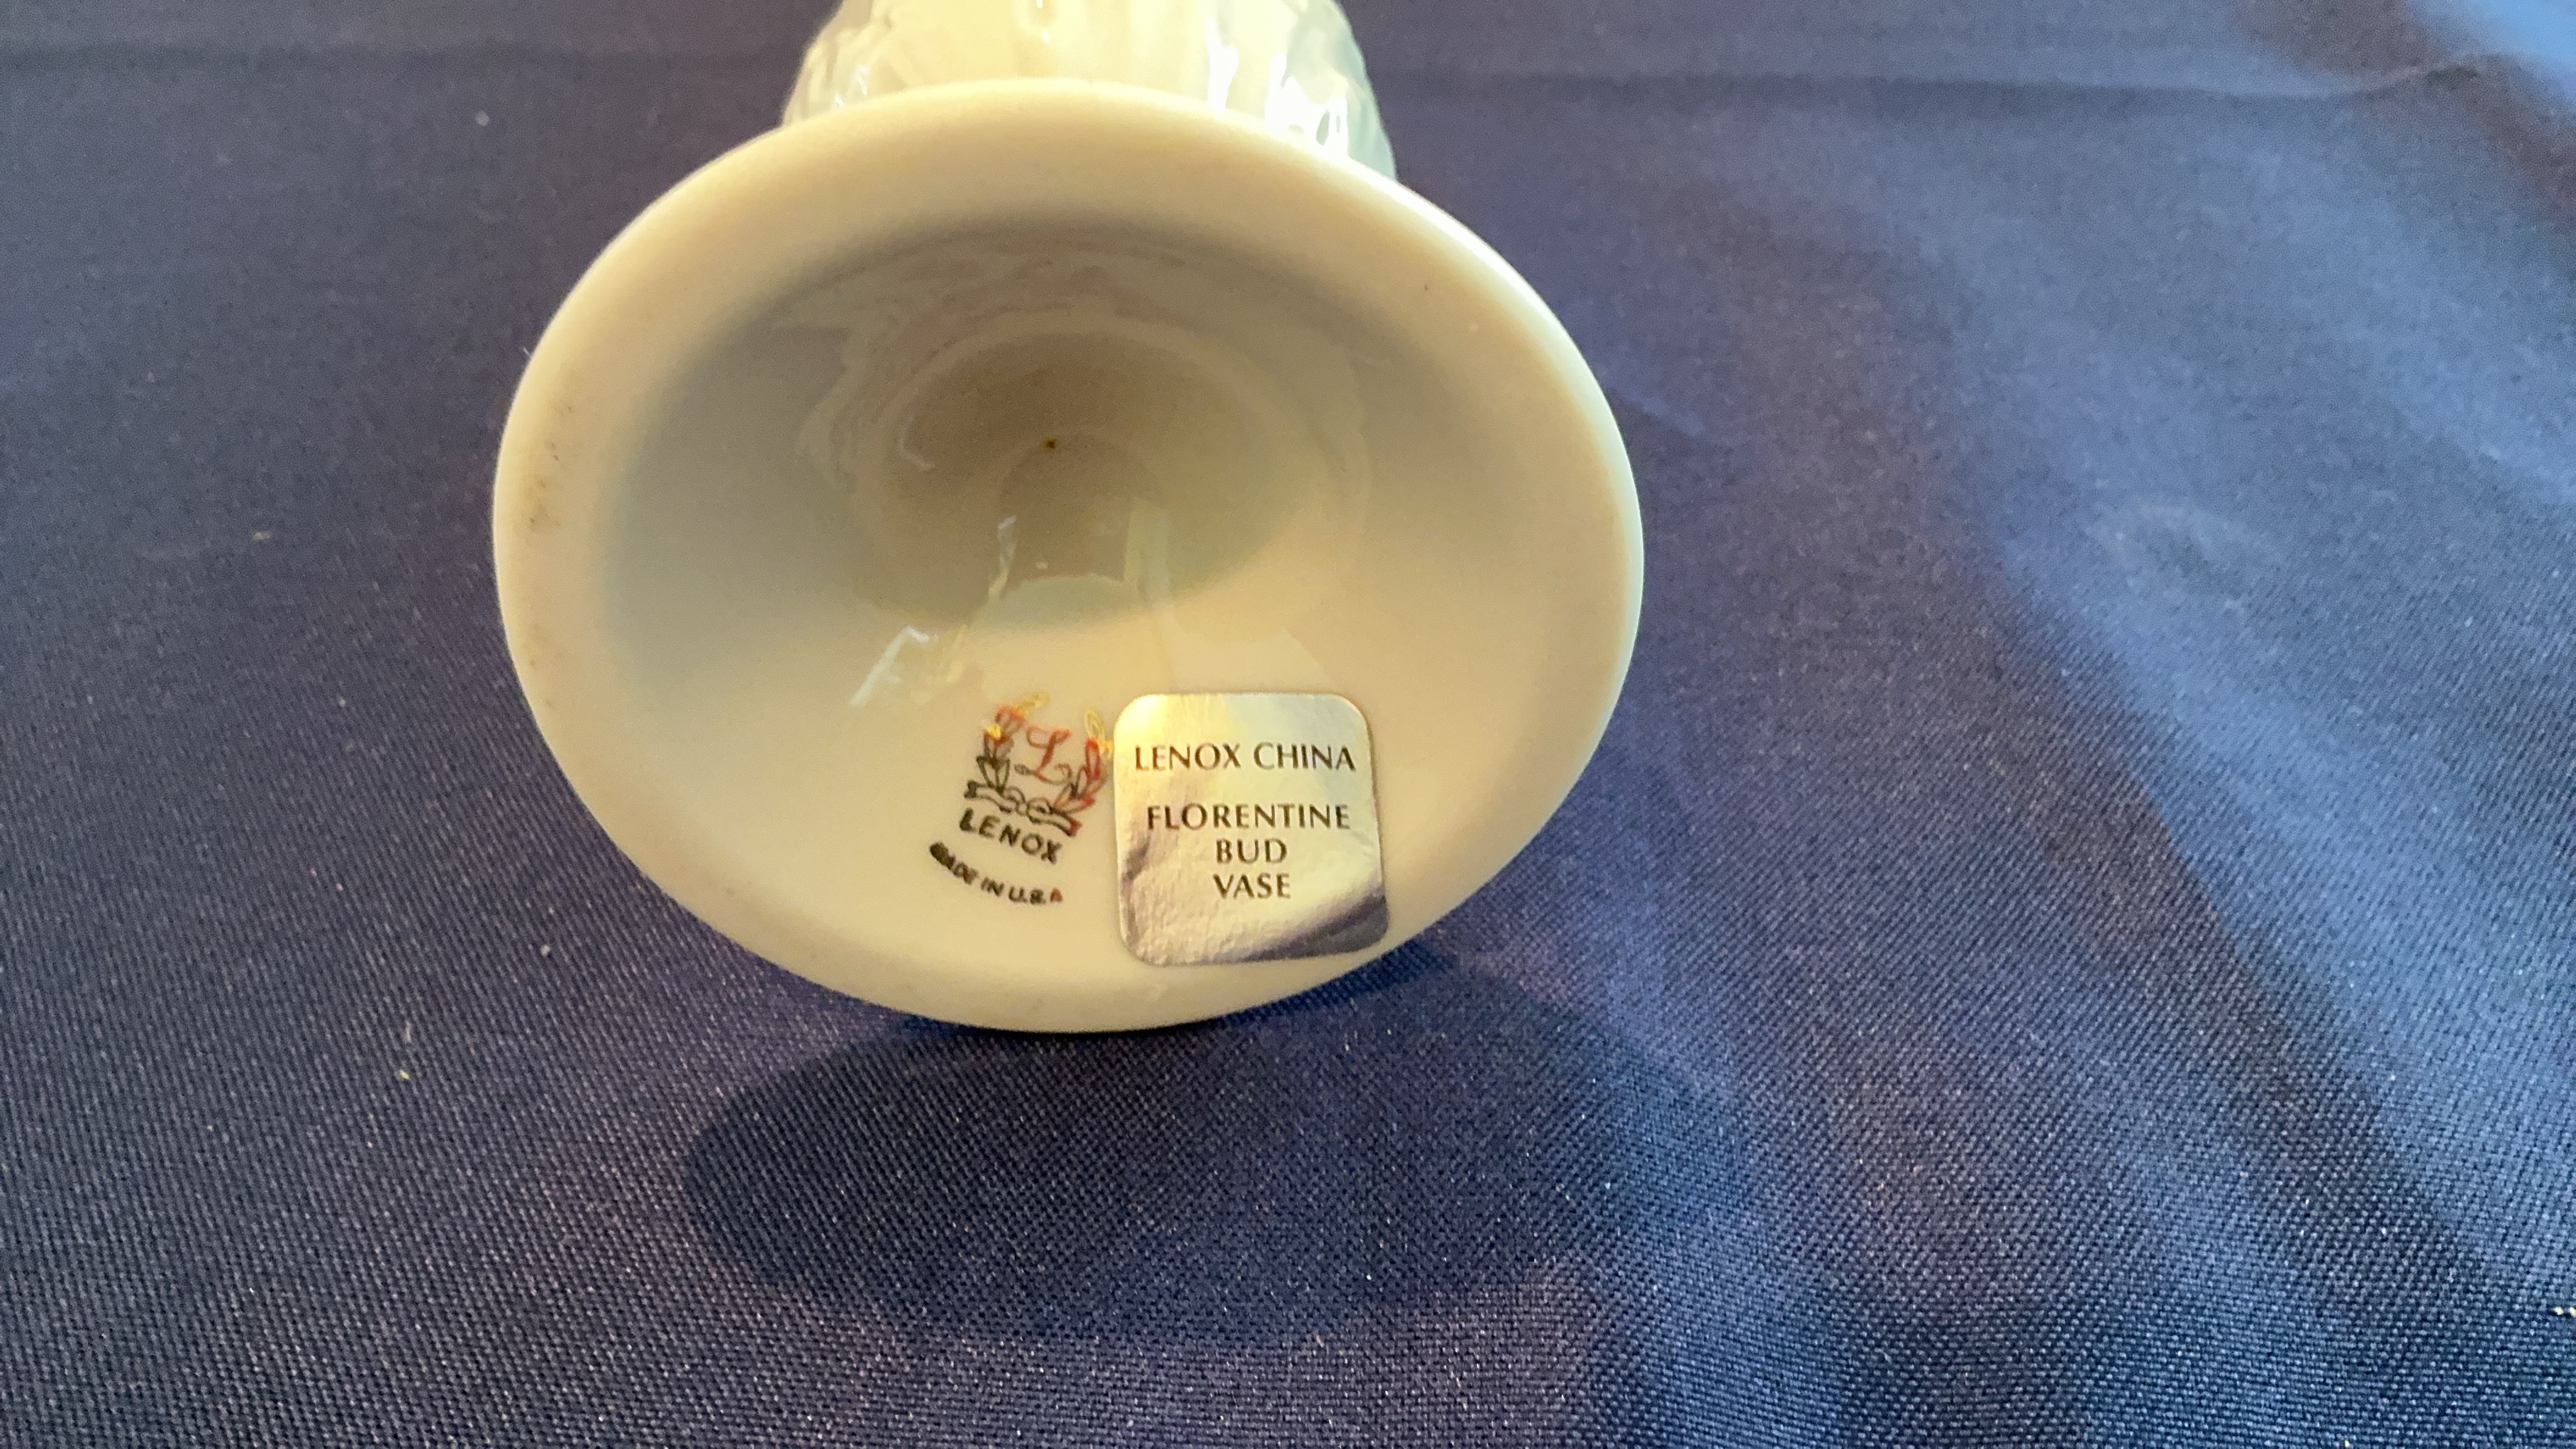 L
LENOX
MADE IN U.S.A
LENOX CHINA
FLORENTINE
BUD
VASE